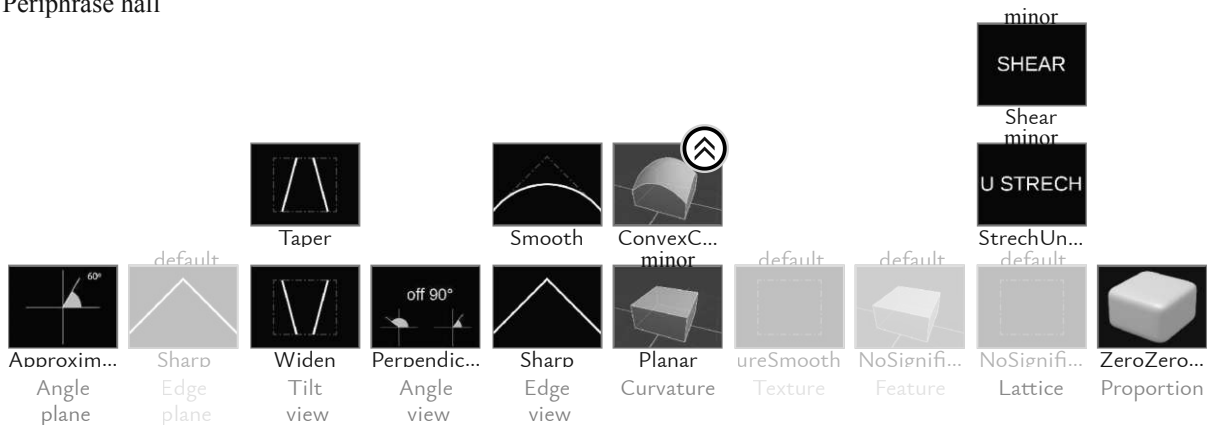 Periphrase hall
minor
SHEAR
Shear
minor
U STRECH
Taper
Smooth
ConvexC...
StrechUn...
default
minor
default
default
default
60º
off 90°
Approxim...
Sharp
Widen
Perpendic...
Sharp
Planar
ureSmooth
NoSignifi...
NoSignifi...
ZeroZero...
Angle
Edge
Tilt
Angle
Edge
Curvature
Texture
Feature
Lattice
Proportion
plane
plane
view
view
view